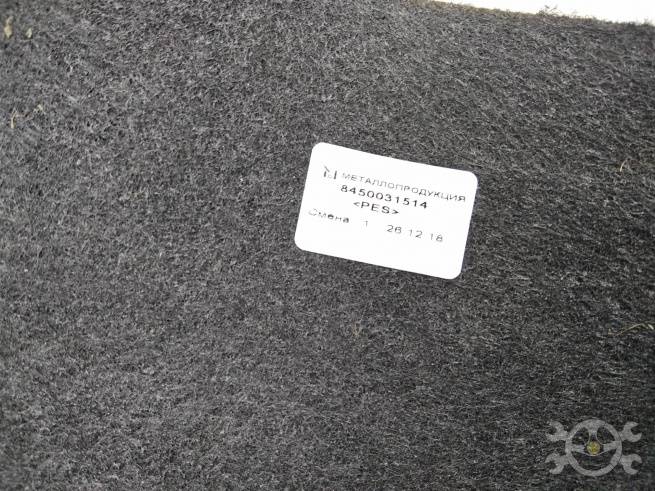 МЕТАЛЛОПРОДУКЦИЯ
8450031514
<PES>
Смена 1 26 12 18